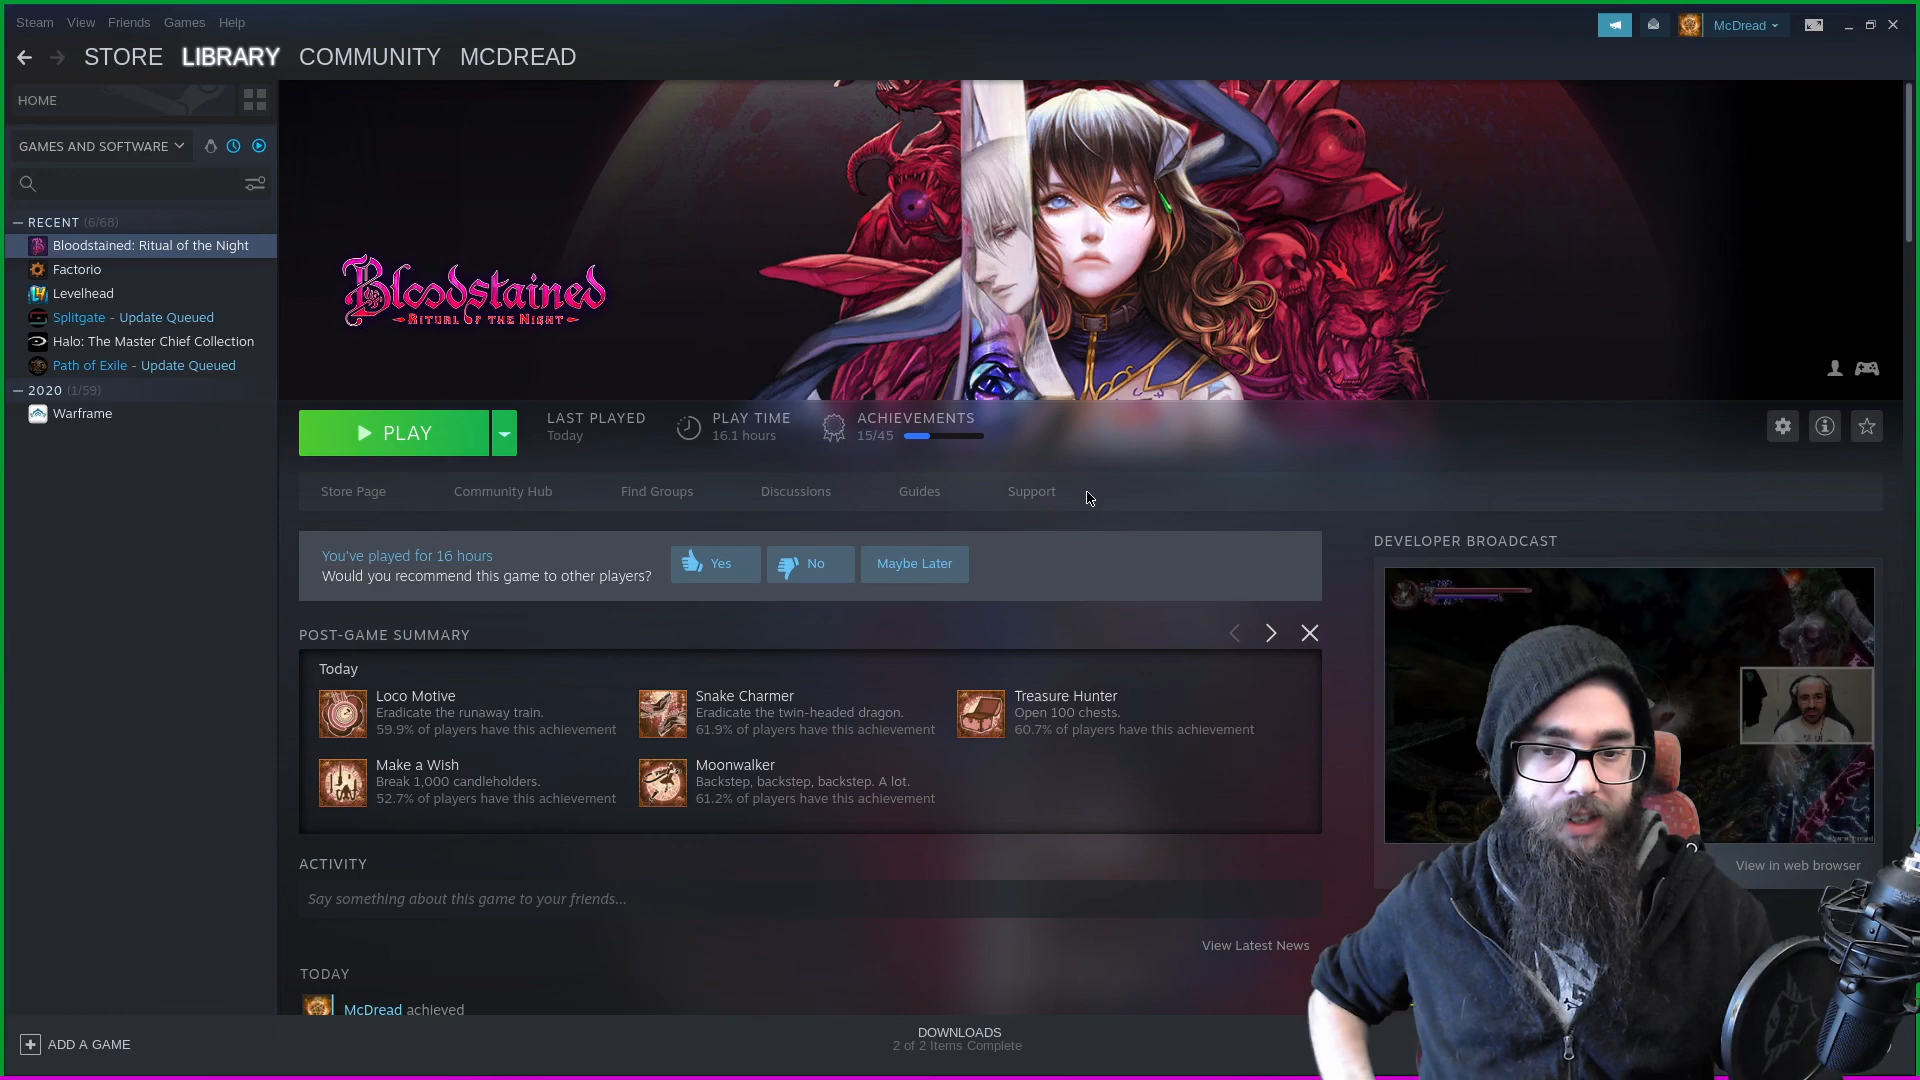 Steam View Friends Games Help
McDread
STORE LIBRARY COMMUNITY MCDREAD
HOME
GAMES AND SOFTWARE
RECENT (6/68)
Bloodstained: Ritual of the Night
Factorio
Levelhead
Splitgate - Update Queued
Halo: The Master Chief Collection
Path of Exile - Update Queued
2020 (1/59)
Warframe
Bloodstained
RITUAL OF THE NIGHT
PLAY
LAST PLAYED
Today
PLAY TIME
16.1 hours
ACHIEVEMENTS
15/45
Store Page Community Hub Find Groups Discussions Guides Support
You've played for 16 hours
Would you recommend this game to other players?
Yes No Maybe Later
POST-GAME SUMMARY
Today
Loco Motive
Eradicate the runaway train.
59.9% of players have this achievement
Snake Charmer
Eradicate the twin-headed dragon.
61.9% of players have this achievement
Treasure Hunter
Open 100 chests.
60.7% of players have this achievement
Make a Wish
Break 1,000 candleholders.
52.7% of players have this achievement
Moonwalker
Backstep, backstep, backstep. A lot.
61.2% of players have this achievement
ACTIVITY
Say something about this game to your friends...
View Latest News
TODAY
McDread achieved
DEVELOPER BROADCAST
View in web browser
ADD A GAME
DOWNLOADS
2 of 2 Items Complete